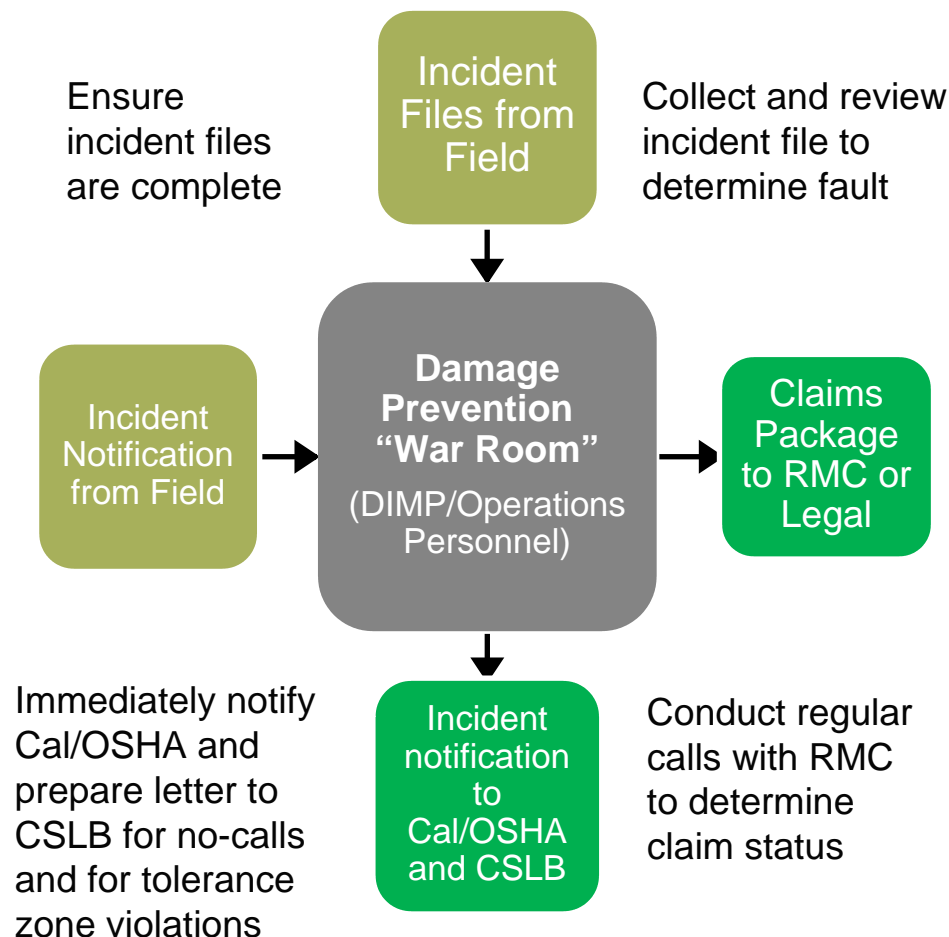 Ensure
incident files
are complete
Incident
Files from
Field
Collect and review
incident file to
determine fault
Incident
Notification
from Field
Damage
Prevention
“War Room”
(DIMP/Operations
Personnel)
Claims
Package
to RMC or
Legal
Immediately notify
Cal/OSHA and
prepare letter to
CSLB for no-calls
and for tolerance
zone violations
Incident
notification
to
Cal/OSHA
and CSLB
Conduct regular
calls with RMC
to determine
claim status